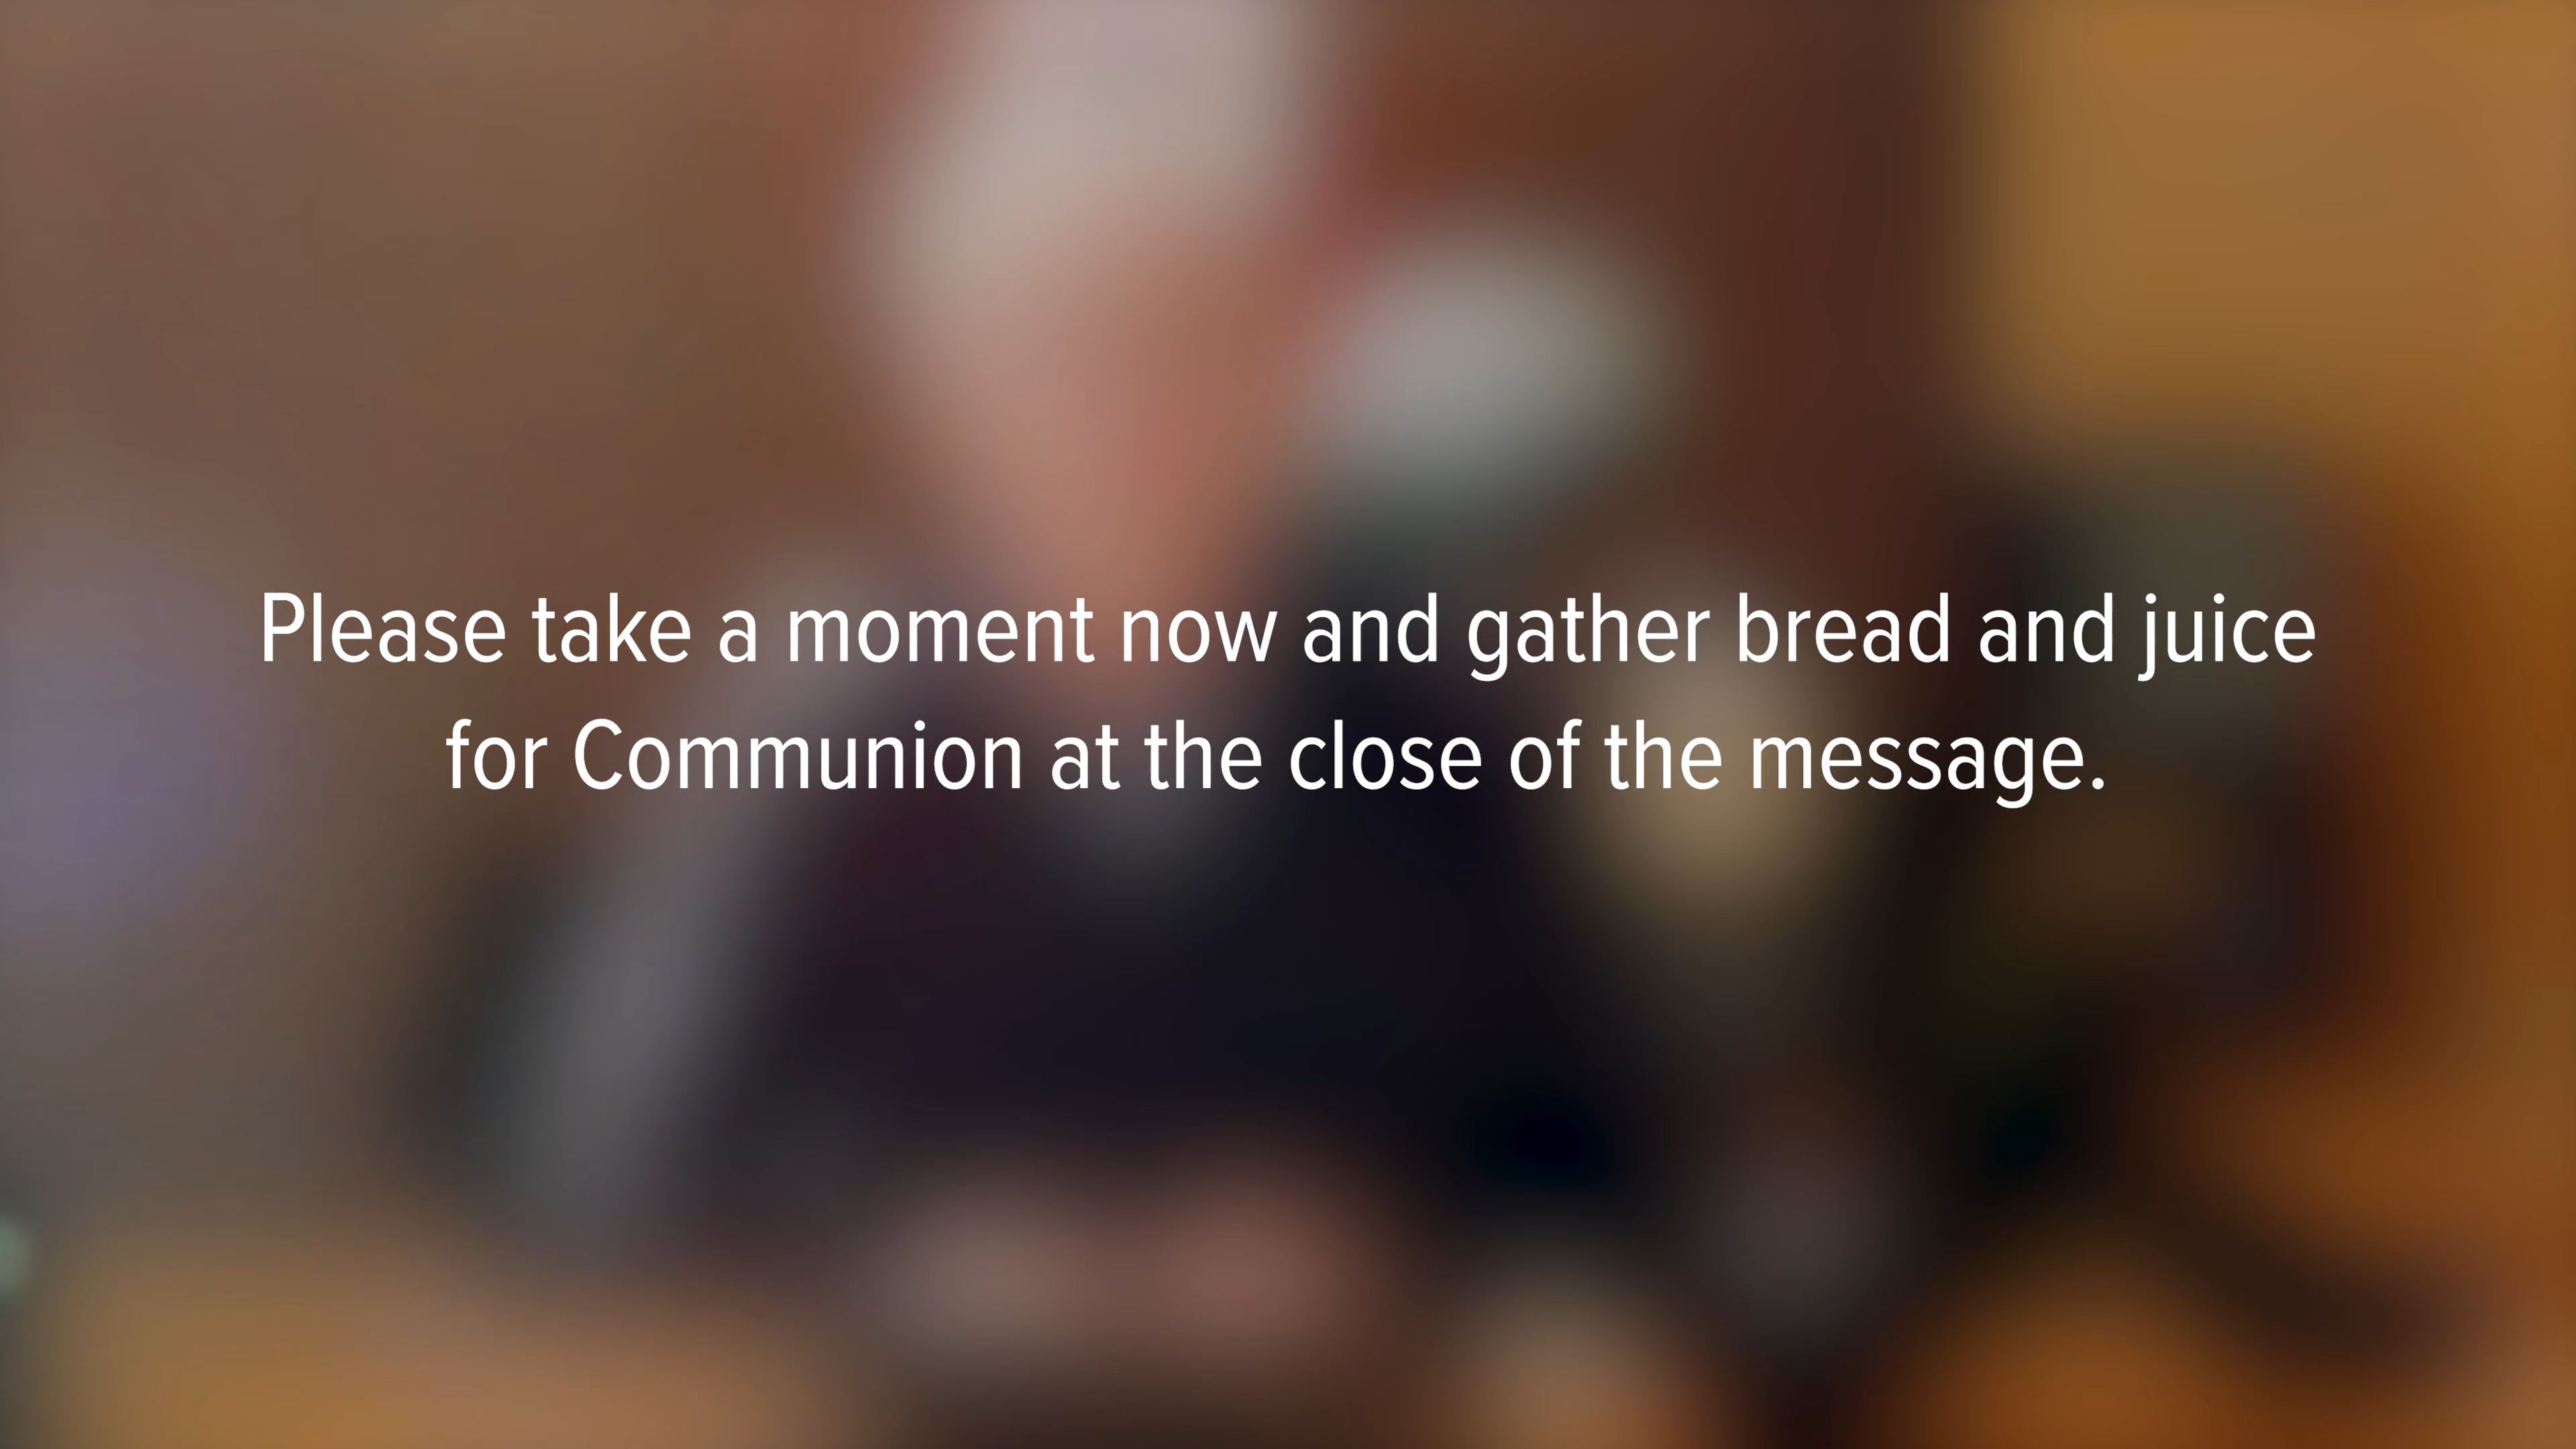 Please take a moment now and gather bread and juice
for Communion at the close of the message.